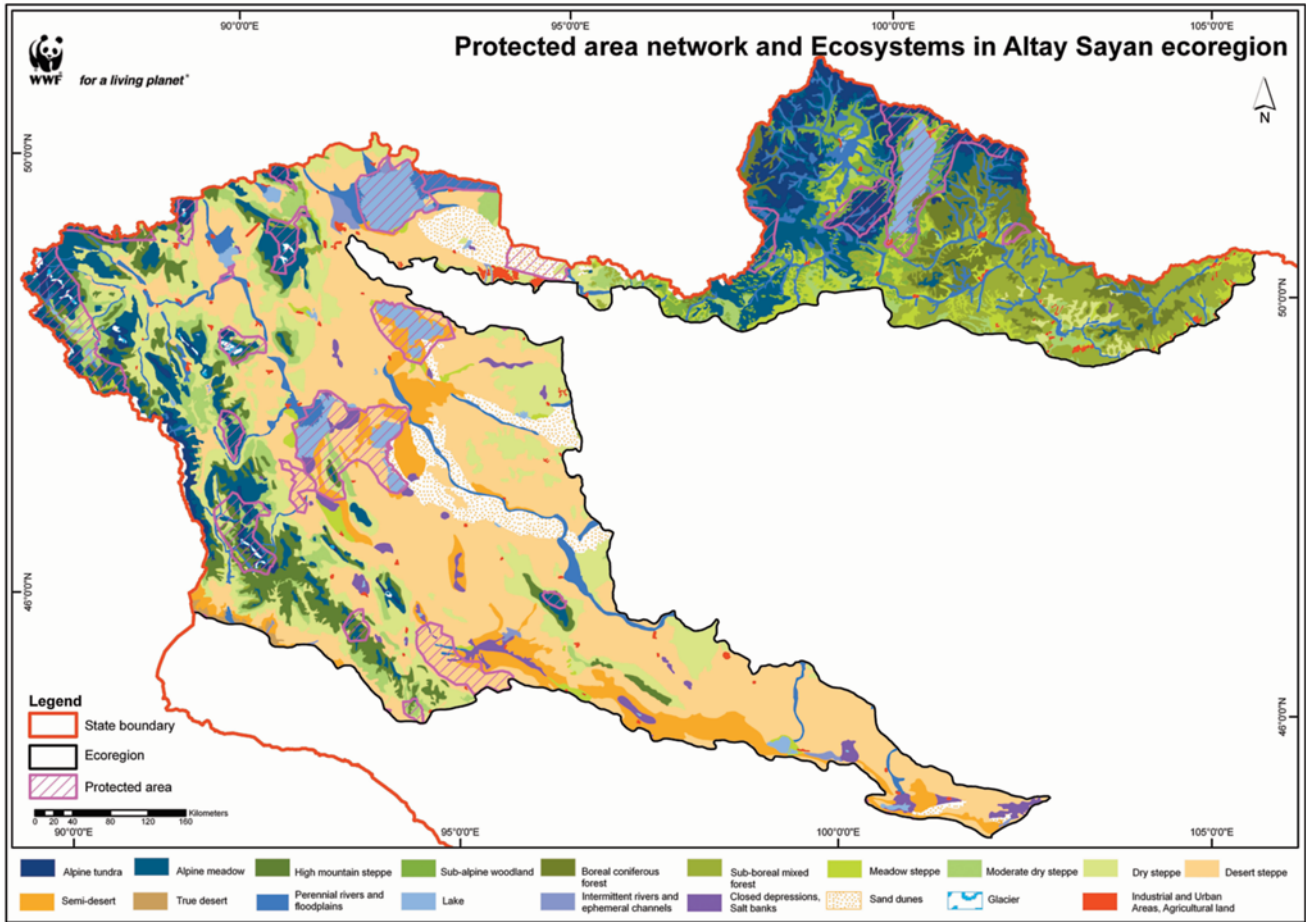 90°0'0"E 95°0'0"E 100°0'0"E 105°0'0"E
Protected area network and Ecosystems in Altay Sayan ecoregion
WWF
for a living planet®
N
50°0'0"N
50°0'0"N
46°0'0"N
46°0'0"N
Legend
State boundary
Ecoregion
Protected area
Kilometers
0 20 40 80 120 160
90°0'0"E 95°0'0"E 100°0'0"E 105°0'0"E
Alpine tundra
Alpine meadow
High mountain steppe
Sub-alpine woodland
Boreal coniferous
forest
Sub-boreal mixed
forest
Meadow steppe
Moderate dry steppe
Dry steppe
Desert steppe
Semi-desert
True desert
Perennial rivers and
floodplains
Lake
Intermittent rivers and
ephemeral channels
Closed depressions,
Salt banks
Sand dunes
Glacier
Industrial and Urban
Areas, Agricultural land